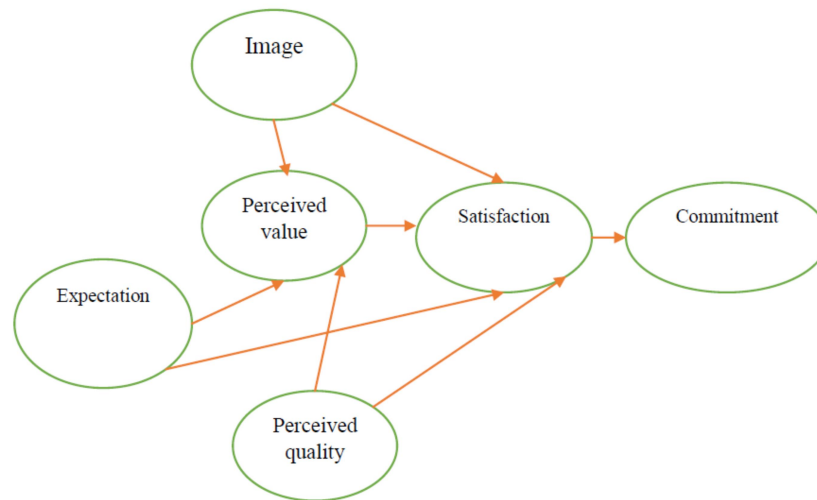 Image
Perceived
value
Satisfaction
Commitment
Expectation
Perceived
quality